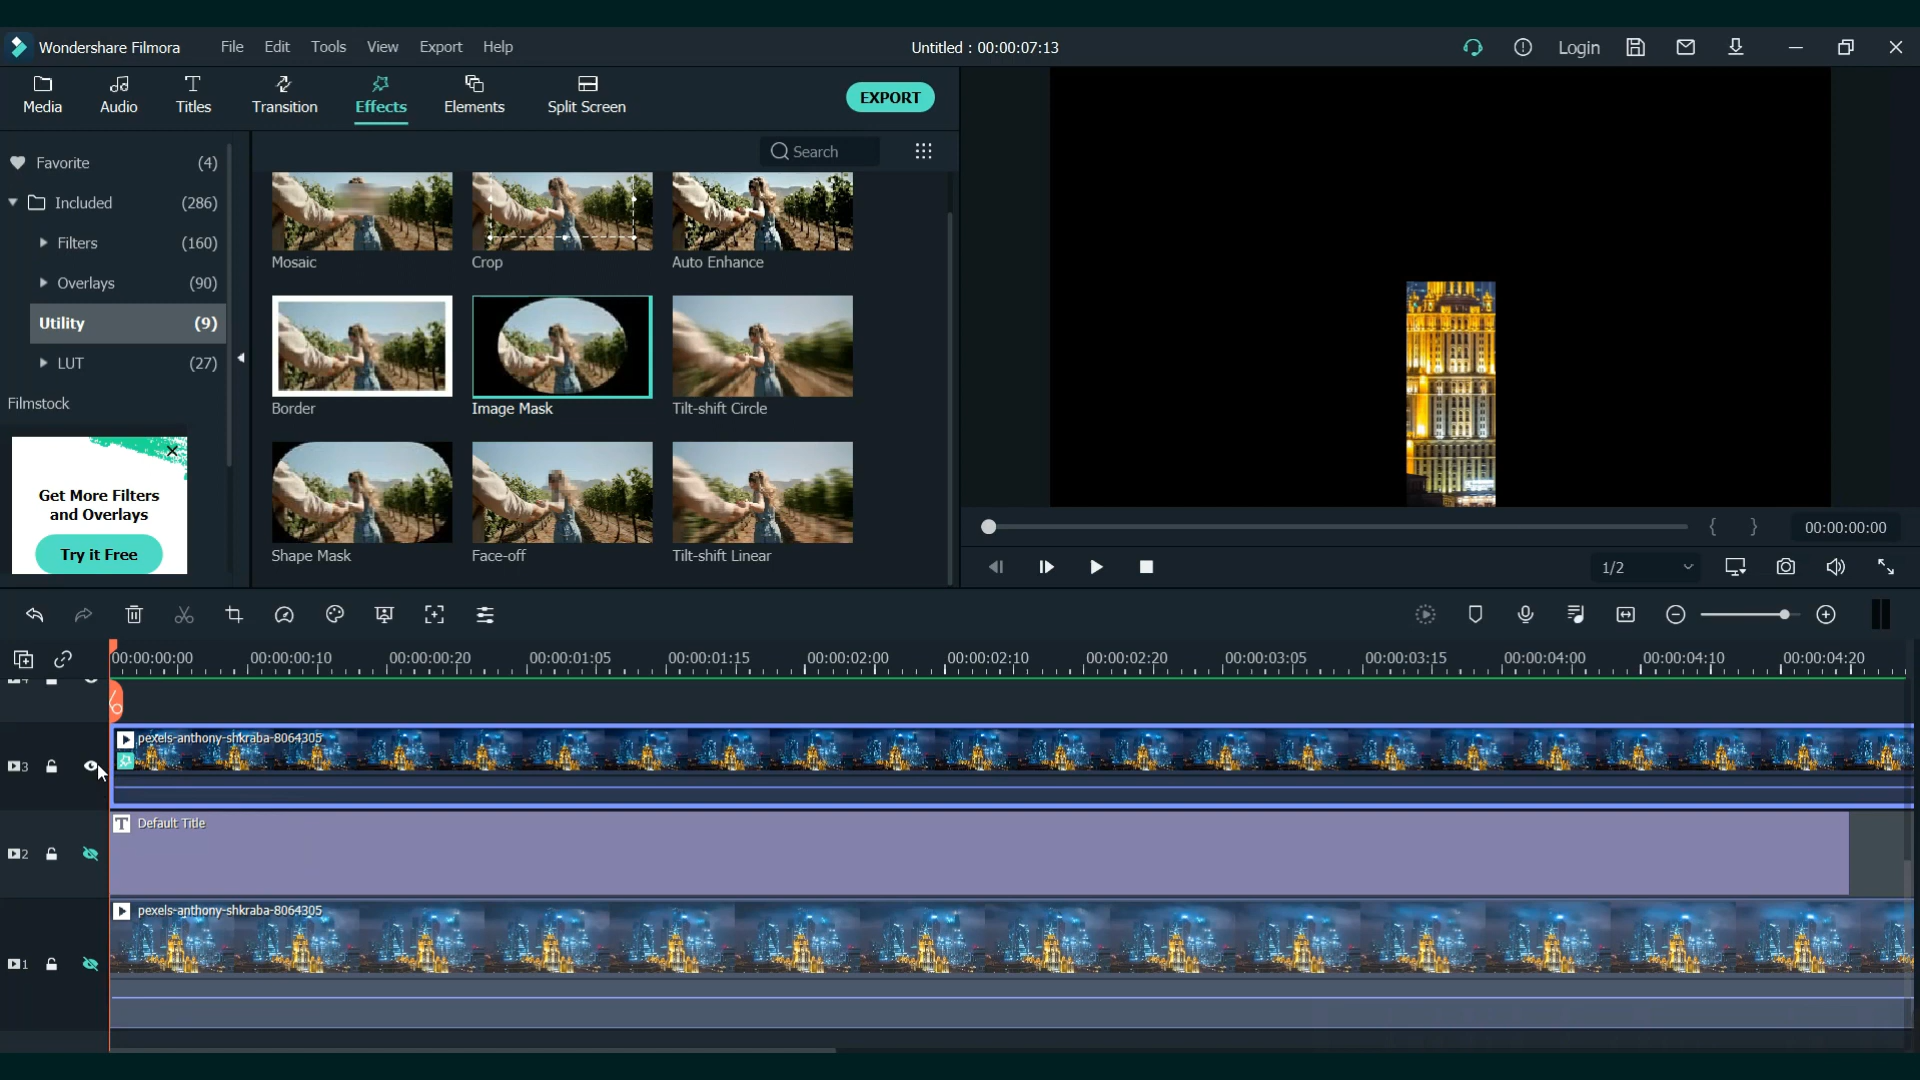 Wondershare Filmora File Edit Tools View Export Help Untitled : 00:00:07:13 Login
Media Audio Titles Transition Effects Elements Split Screen EXPORT
Favorite (4) Search
Included (286)
Filters (160)
Overlays (90)
Utility (9)
LUT (27)
Filmstock
Get More Filters
and Overlays
Try it Free
Mosaic Crop Auto Enhance
Border Image Mask Tilt-shift Circle
Shape Mask Face-off Tilt-shift Linear
{ } 00:00:00:00
1/2
00:00:00:00 00:00:00:10 00:00:00:20 00:00:01:05 00:00:01:15 00:00:02:00 00:00:02:10 00:00:02:20 00:00:03:05 00:00:03:15 00:00:04:00 00:00:04:10 00:00:04:20
pexels-anthony-shkraba-8064305
3
T Default Title
2
pexels-anthony-shkraba-8064305
1